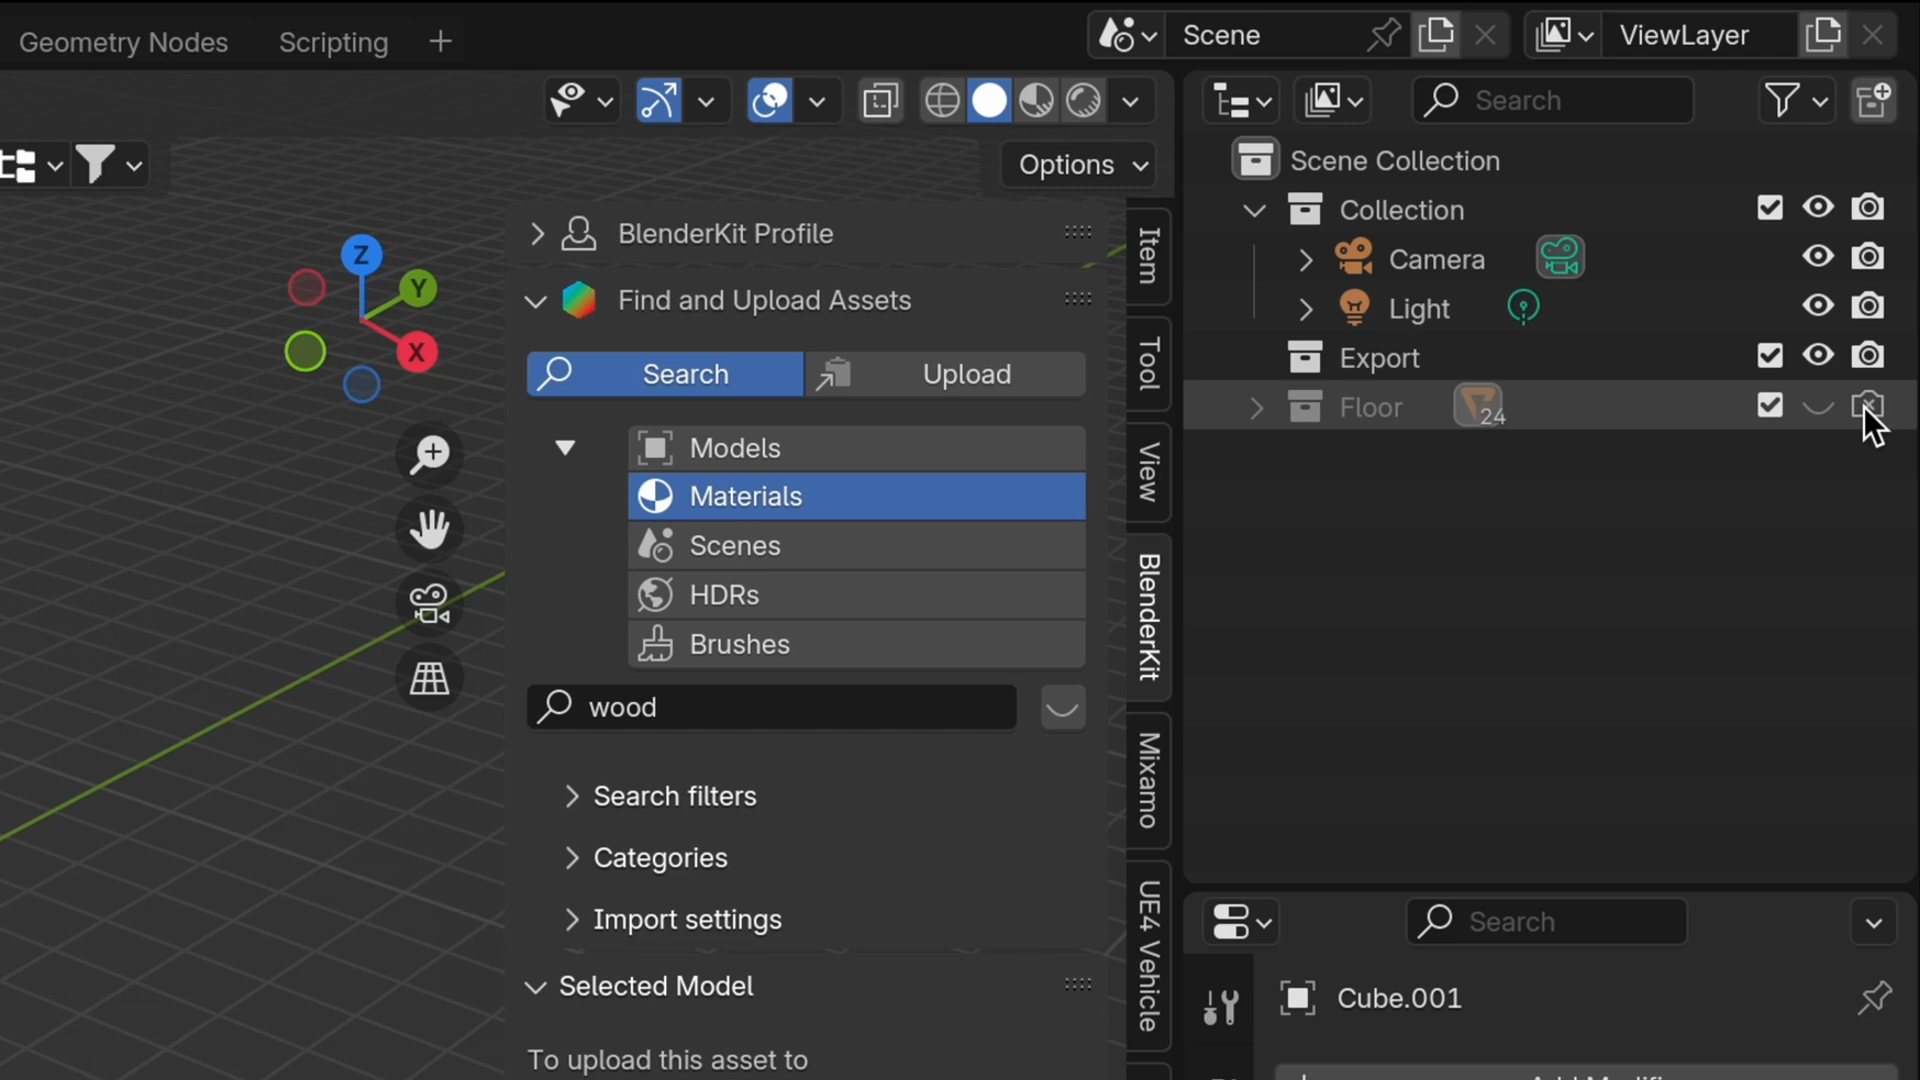 Geometry Nodes
Scripting
Scene
ViewLayer
Search
Options
Scene Collection
Collection
Camera
Light
Export
Floor
24
Z
Y
X
BlenderKit Profile
Find and Upload Assets
Search
Upload
Models
Materials
Scenes
HDRs
Brushes
wood
Search filters
Categories
Import settings
Selected Model
To upload this asset to
Item
Tool
View
BlenderKit
Mixamo
UE4 Vehicle
Search
Cube.001